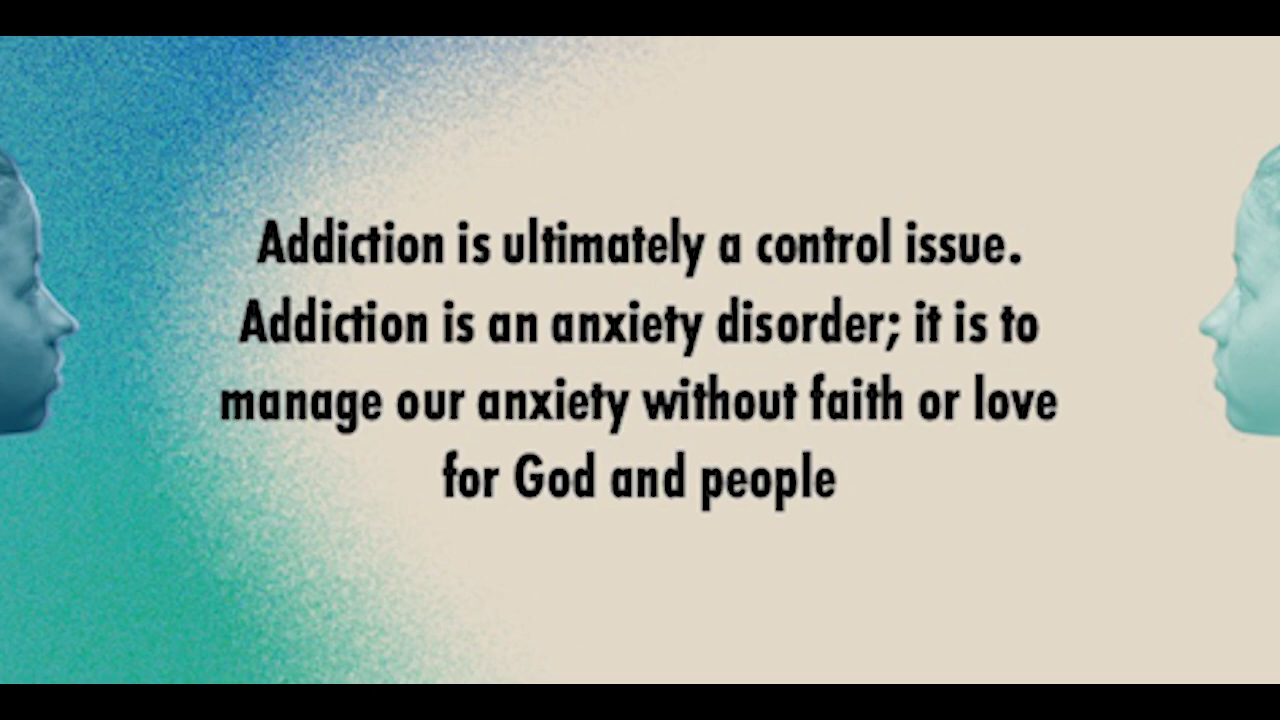 Addiction is ultimately a control issue.
Addiction is an anxiety disorder; it is to
manage our anxiety without faith or love
for God and people